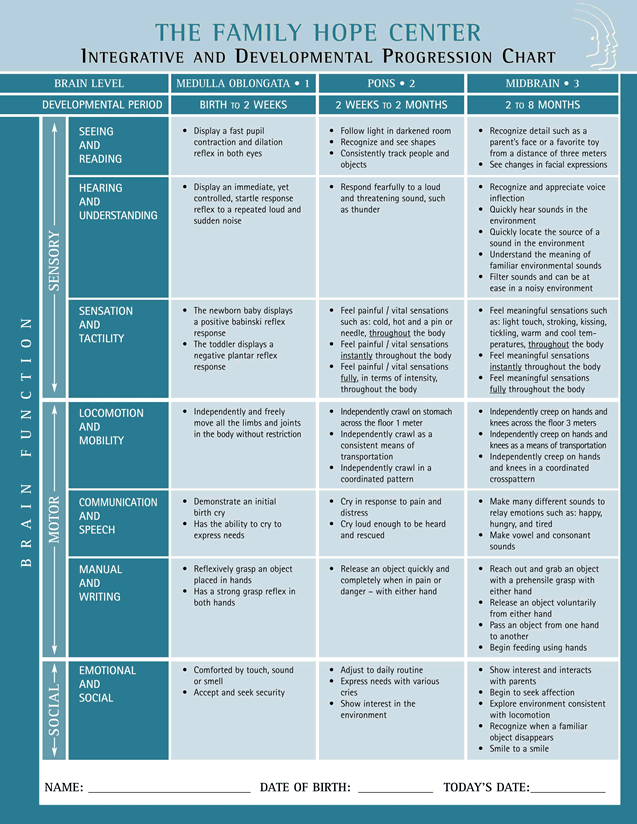 THE FAMILY HOPE CENTER
INTEGRATIVE AND DEVELOPMENTAL PROGRESSION CHART
BRAIN LEVEL
MEDULLA OBLONGATA • 1
PONS • 2
MIDBRAIN • 3
DEVELOPMENTAL PERIOD
BIRTH TO 2 WEEKS
2 WEEKS TO 2 MONTHS
2 TO 8 MONTHS
BRAIN FUNCTION
SENSORY
SEEING
AND
READING
• Display a fast pupil
contraction and dilation
reflex in both eyes
• Follow light in darkened room
• Recognize and see shapes
• Consistently track people and
objects
• Recognize detail such as a
parent's face or a favorite toy
from a distance of three meters
• See changes in facial expressions
HEARING
AND
UNDERSTANDING
• Display an immediate, yet
controlled, startle response
reflex to a repeated loud and
sudden noise
• Respond fearfully to a loud
and threatening sound, such
as thunder
• Recognize and appreciate voice
inflection
• Quickly hear sounds in the
environment
• Quickly locate the source of a
sound in the environment
• Understand the meaning of
familiar environmental sounds
• Filter sounds and can be at
ease in a noisy environment
SENSATION
AND
TACTILITY
• The newborn baby displays
a positive babinski reflex
response
• The toddler displays a
negative plantar reflex
response
• Feel painful / vital sensations
such as: cold, hot and a pin or
needle, throughout the body
• Feel painful / vital sensations
instantly throughout the body
• Feel painful / vital sensations
fully, in terms of intensity,
throughout the body
• Feel meaningful sensations such
as: light touch, stroking, kissing,
tickling, warm and cool tem-
peratures, throughout the body
• Feel meaningful sensations
instantly throughout the body
• Feel meaningful sensations
fully throughout the body
MOTOR
LOCOMOTION
AND
MOBILITY
• Independently and freely
move all the limbs and joints
in the body without restriction
• Independently crawl on stomach
across the floor 1 meter
• Independently crawl as a
consistent means of
transportation
• Independently crawl in a
coordinated pattern
• Independently creep on hands and
knees across the floor 3 meters
• Independently creep on hands and
knees as a means of transportation
• Independently creep on hands
and knees in a coordinated
crosspattern
COMMUNICATION
AND
SPEECH
• Demonstrate an initial
birth cry
• Has the ability to cry to
express needs
• Cry in response to pain and
distress
• Cry loud enough to be heard
and rescued
• Make many different sounds to
relay emotions such as: happy,
hungry, and tired
• Make vowel and consonant
sounds
MANUAL
AND
WRITING
• Reflexively grasp an object
placed in hands
• Has a strong grasp reflex in
both hands
• Release an object quickly and
completely when in pain or
danger – with either hand
• Reach out and grab an object
with a prehensile grasp with
either hand
• Release an object voluntarily
from either hand
• Pass an object from one hand
to another
• Begin feeding using hands
SOCIAL
EMOTIONAL
AND
SOCIAL
• Comforted by touch, sound
or smell
• Accept and seek security
• Adjust to daily routine
• Express needs with various
cries
• Show interest in the
environment
• Show interest and interacts
with parents
• Begin to seek affection
• Explore environment consistent
with locomotion
• Recognize when a familiar
object disappears
• Smile to a smile
NAME: ____ DATE OF BIRTH: ____ TODAY'S DATE:____